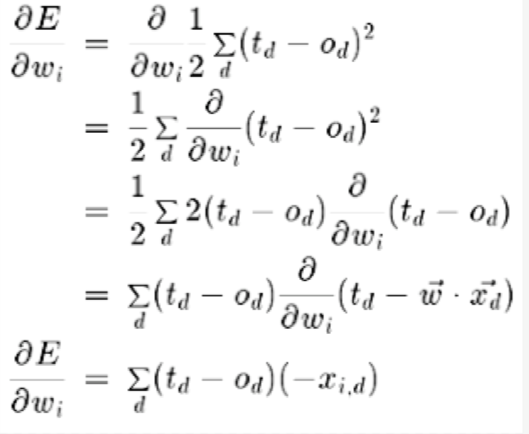 ∂E/∂w_i = ∂/∂w_i 1/2 Σ_d (t_d − o_d)^2
= 1/2 Σ_d ∂/∂w_i (t_d − o_d)^2
= 1/2 Σ_d 2(t_d − o_d) ∂/∂w_i (t_d − o_d)
= Σ_d (t_d − o_d) ∂/∂w_i (t_d − w⃗ · x⃗_d)
∂E/∂w_i = Σ_d (t_d − o_d)(−x_{i,d})